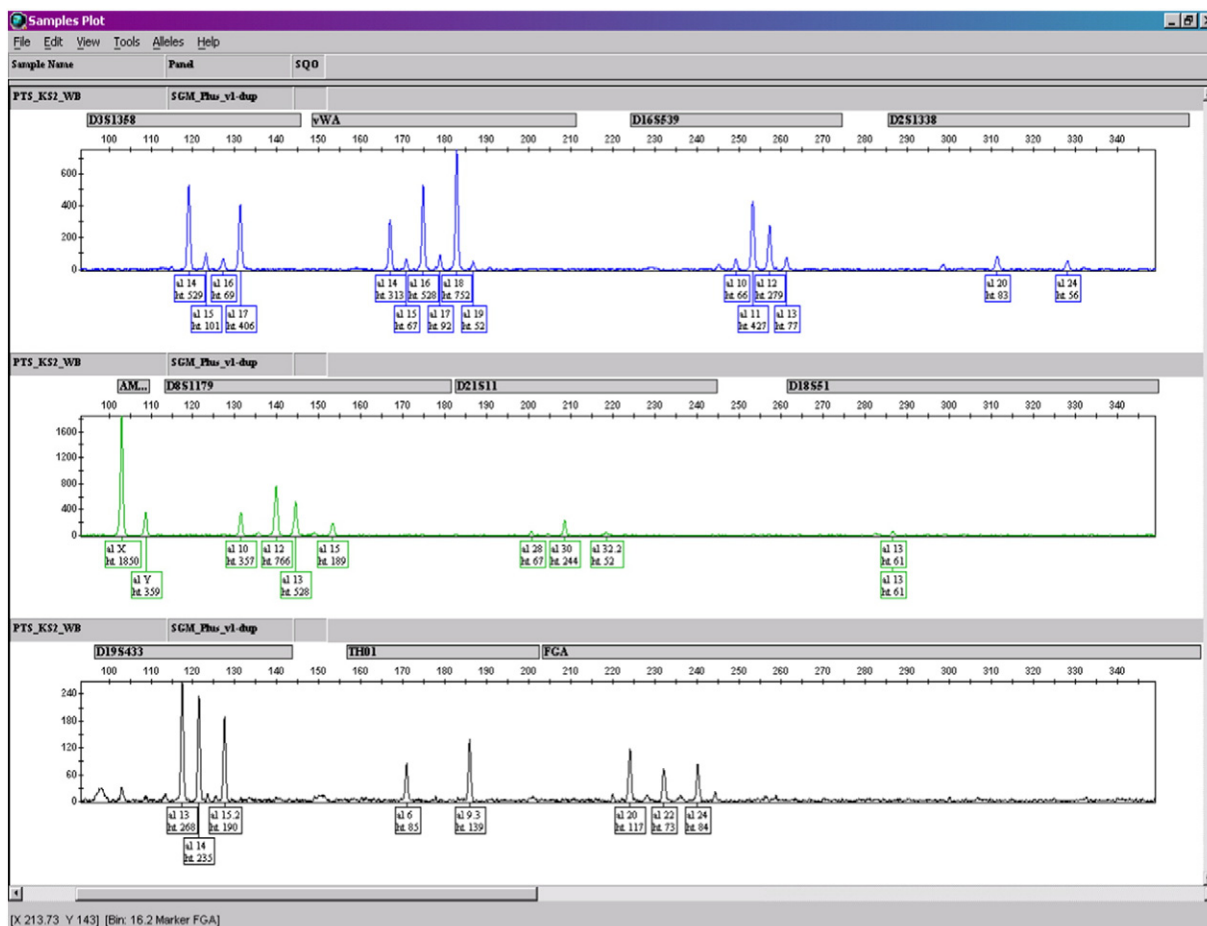 Samples Plot
File Edit View Tools Alleles Help
Sample Name Panel SQO
PTS_KS2_WB SGM_Plus_v1-dup
D3S1358 vWA D16S539 D2S1338
100 110 120 130 140 150 160 170 180 190 200 210 220 230 240 250 260 270 280 290 300 310 320 330 340
600
400
200
0
al 14 al 16 al 14 al 16 al 18 al 10 al 12 al 20 al 24
ht 529 ht 69 ht 313 ht 528 ht 752 ht 66 ht 279 ht 83 ht 56
al 15 al 17 al 15 al 17 al 19 al 11 al 13
ht 101 ht 406 ht 67 ht 92 ht 52 ht 427 ht 77
PTS_KS2_WB SGM_Plus_v1-dup
AM... D8S1179 D21S11 D18S51
100 110 120 130 140 150 160 170 180 190 200 210 220 230 240 250 260 270 280 290 300 310 320 330 340
1600
1200
800
400
0
al X al 10 al 12 al 15 al 28 al 30 al 32.2 al 13
ht 1850 ht 357 ht 766 ht 189 ht 67 ht 244 ht 52 ht 61
al Y al 13 al 13
ht 359 ht 528 ht 61
PTS_KS2_WB SGM_Plus_v1-dup
D19S433 TH01 FGA
100 110 120 130 140 150 160 170 180 190 200 210 220 230 240 250 260 270 280 290 300 310 320 330 340
240
180
120
60
0
al 13 al 15.2 al 6 al 9.3 al 20 al 22 al 24
ht 268 ht 190 ht 85 ht 139 ht 117 ht 73 ht 84
al 14
ht 235
[X 213.73 Y 143] [Bin: 16.2 Marker FGA]